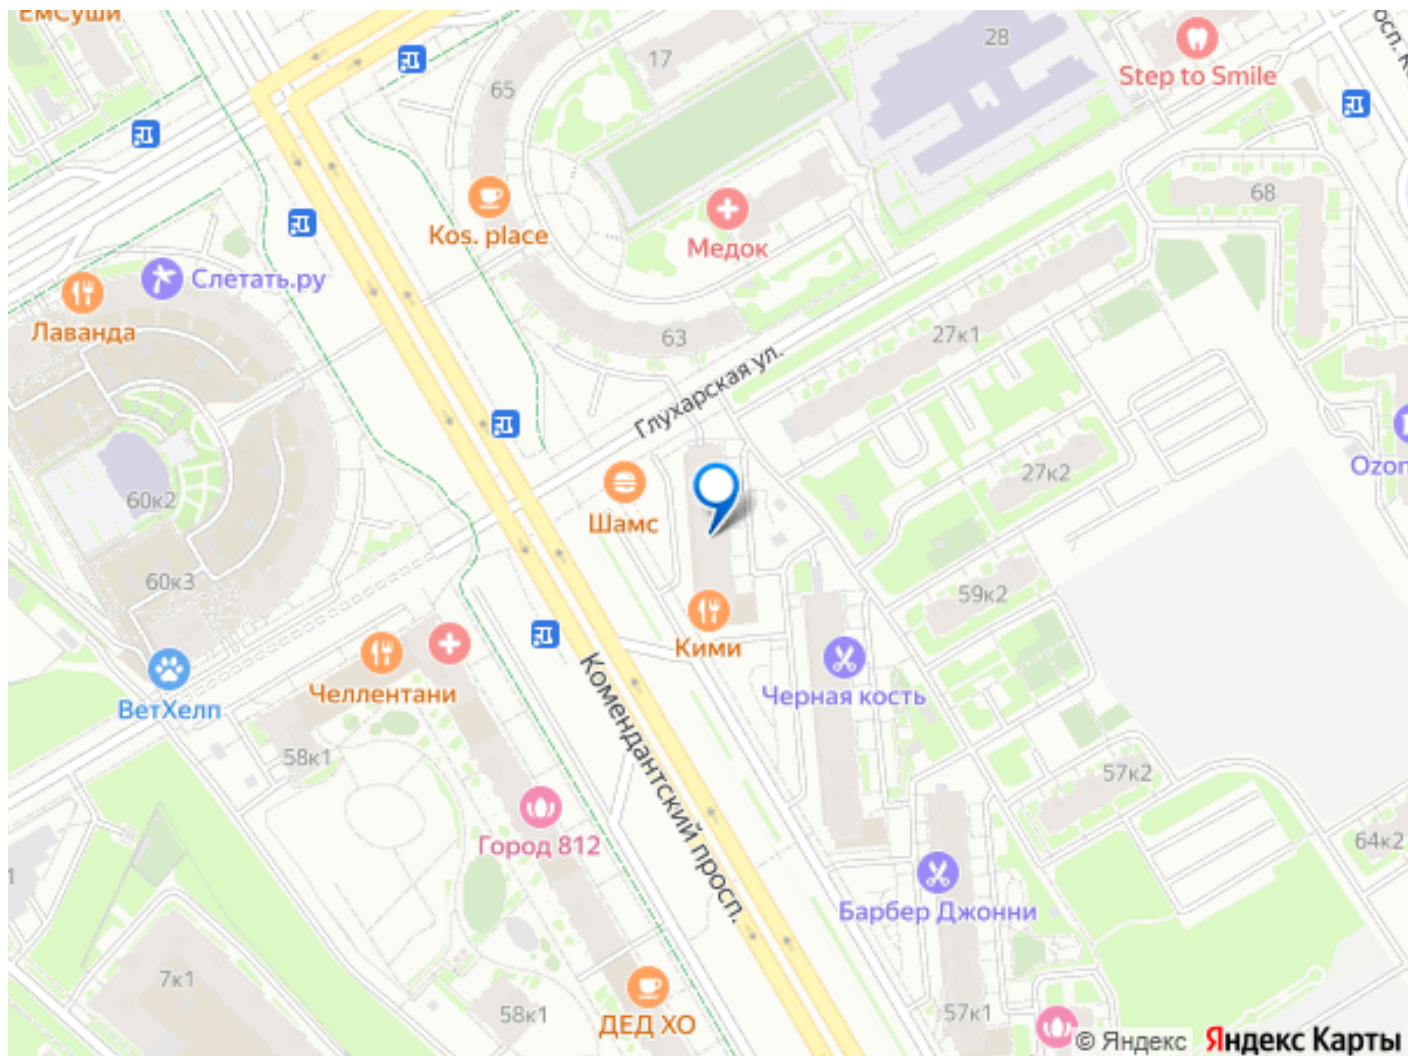 ЕмСуши
17
28
Step to Smile
65
просп. К
68
Kos. place
Медок
Слетать.ру
Лаванда
63
27к1
Глухарская ул.
Ozon
27к2
60к2
Шамс
60к3
59к2
Кими
Челлентани
Черная кость
ВетХелп
58к1
57к2
Комендантский просп.
Город 812
64к2
1
Барбер Джонни
7к1
58к1
57к1
ДЕД ХО
© Яндекс Яндекс Карты